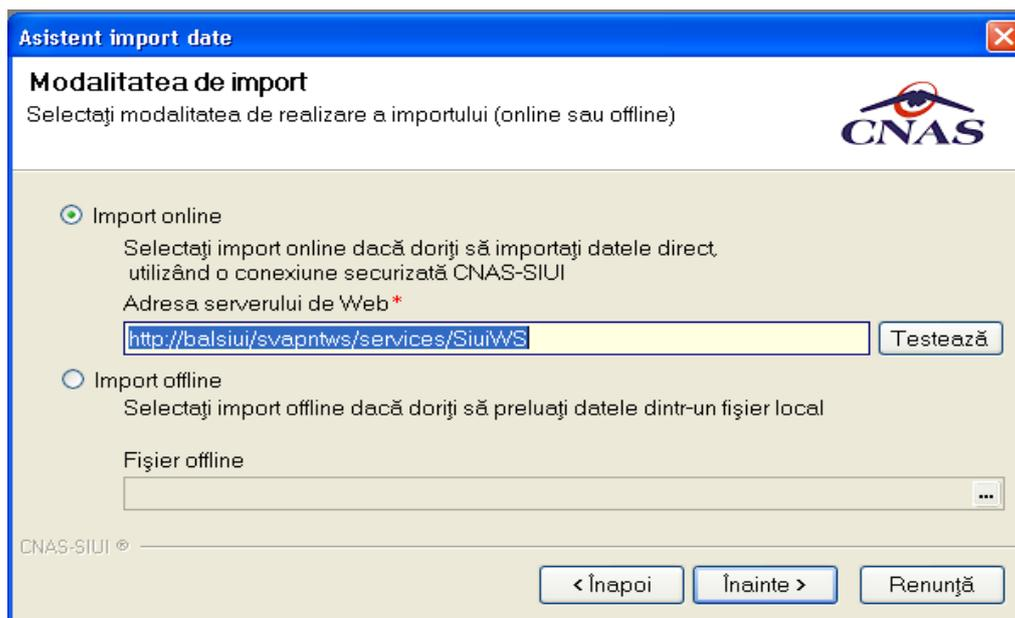 Asistent import date
Modalitatea de import
Selectaţi modalitatea de realizare a importului (online sau offline)
CNAS
Import online
Selectaţi import online dacă doriţi să importaţi datele direct,
utilizând o conexiune securizată CNAS-SIUI
Adresa serverului de Web*
http://balsiui/svapntws/services/SiuiWS
Testează
Import offline
Selectaţi import offline dacă doriţi să preluaţi datele dintr-un fişier local
Fişier offline
...
CNAS-SIUI ®
< Înapoi
Înainte >
Renunţă